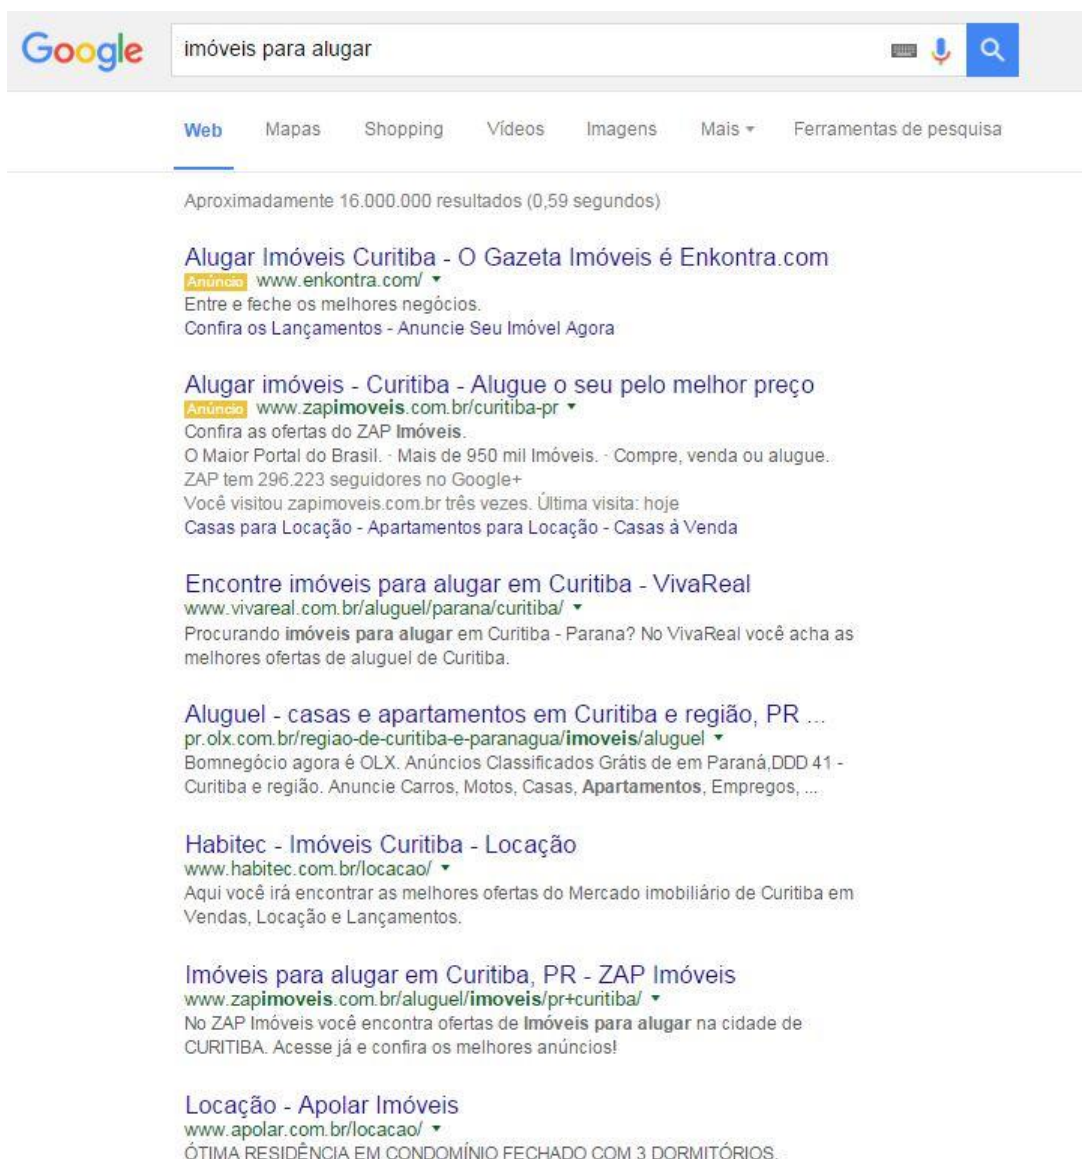 Google imóveis para alugar
Web Mapas Shopping Vídeos Imagens Mais Ferramentas de pesquisa
Aproximadamente 16.000.000 resultados (0,59 segundos)
Alugar Imóveis Curitiba - O Gazeta Imóveis é Enkontra.com
Anúncio www.enkontra.com/
Entre e feche os melhores negócios.
Confira os Lançamentos - Anuncie Seu Imóvel Agora
Alugar imóveis - Curitiba - Alugue o seu pelo melhor preço
Anúncio www.zapimoveis.com.br/curitiba-pr
Confira as ofertas do ZAP Imóveis.
O Maior Portal do Brasil. · Mais de 950 mil Imóveis. · Compre, venda ou alugue.
ZAP tem 296.223 seguidores no Google+
Você visitou zapimoveis.com.br três vezes. Última visita: hoje
Casas para Locação - Apartamentos para Locação - Casas à Venda
Encontre imóveis para alugar em Curitiba - VivaReal
www.vivareal.com.br/aluguel/parana/curitiba/
Procurando imóveis para alugar em Curitiba - Parana? No VivaReal você acha as
melhores ofertas de aluguel de Curitiba.
Aluguel - casas e apartamentos em Curitiba e região, PR ...
pr.olx.com.br/regiao-de-curitiba-e-paranagua/imoveis/aluguel
Bomnegócio agora é OLX. Anúncios Classificados Grátis de em Paraná,DDD 41 -
Curitiba e região. Anuncie Carros, Motos, Casas, Apartamentos, Empregos, ...
Habitec - Imóveis Curitiba - Locação
www.habitec.com.br/locacao/
Aqui você irá encontrar as melhores ofertas do Mercado imobiliário de Curitiba em
Vendas, Locação e Lançamentos.
Imóveis para alugar em Curitiba, PR - ZAP Imóveis
www.zapimoveis.com.br/aluguel/imoveis/pr+curitiba/
No ZAP Imóveis você encontra ofertas de Imóveis para alugar na cidade de
CURITIBA. Acesse já e confira os melhores anúncios!
Locação - Apolar Imóveis
www.apolar.com.br/locacao/
ÓTIMA RESIDÊNCIA EM CONDOMÍNIO FECHADO COM 3 DORMITÓRIOS,